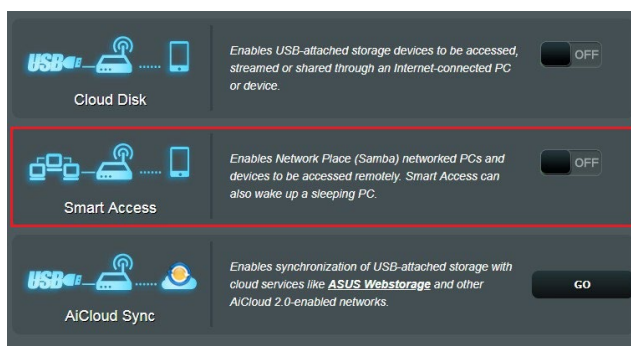 Enables USB-attached storage devices to be accessed,
streamed or shared through an Internet-connected PC
or device.
OFF
USB
Cloud Disk
Enables Network Place (Samba) networked PCs and
devices to be accessed remotely. Smart Access can
also wake up a sleeping PC.
OFF
Smart Access
Enables synchronization of USB-attached storage with
cloud services like ASUS Webstorage and other
AiCloud 2.0-enabled networks.
GO
USB
AiCloud Sync